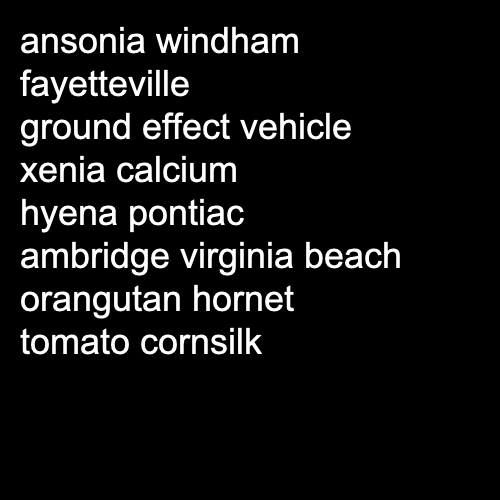 ansonia windham
fayetteville
ground effect vehicle
xenia calcium
hyena pontiac
ambridge virginia beach
orangutan hornet
tomato cornsilk